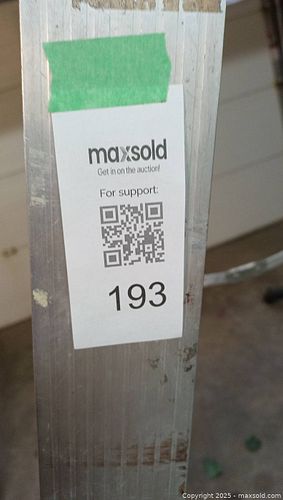 maxsold
Get in on the auction!
For support:
193
Copyright 2025 - maxsold.com